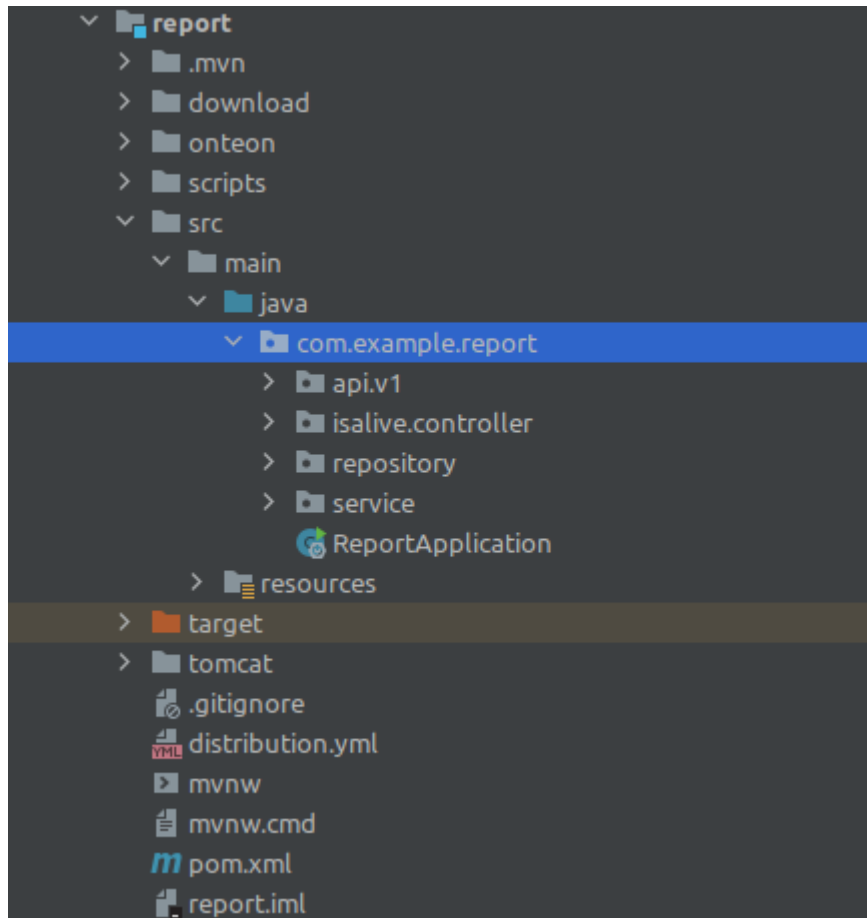 report
.mvn
download
onteon
scripts
src
main
java
com.example.report
api.v1
isalive.controller
repository
service
ReportApplication
resources
target
tomcat
.gitignore
YML distribution.yml
mvnw
mvnw.cmd
m pom.xml
report.iml